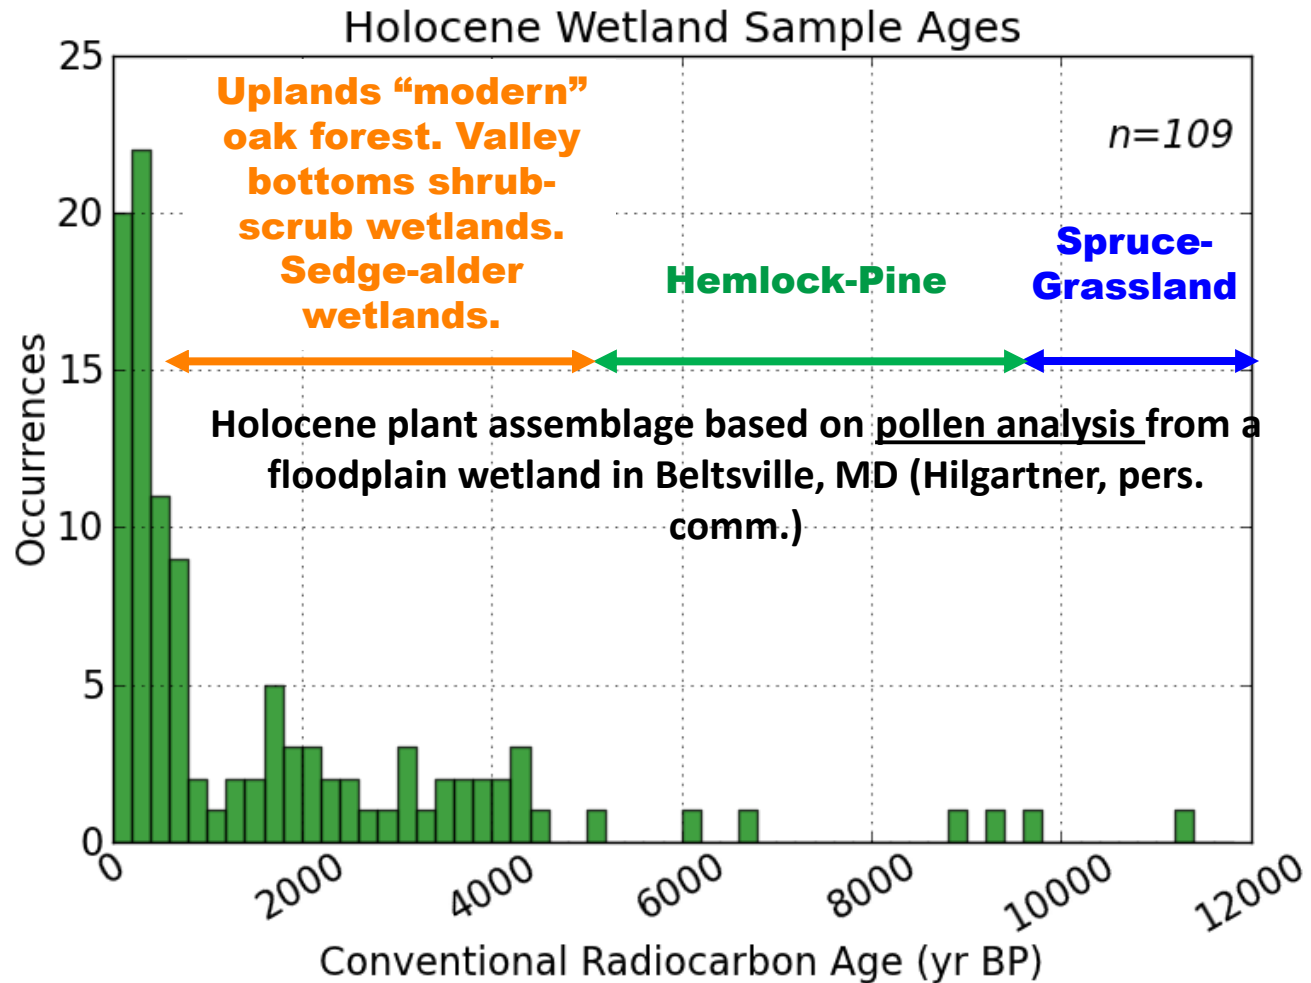 Holocene Wetland Sample Ages
25
20
15
10
5
0
Occurrences
Uplands “modern”
oak forest. Valley
bottoms shrub-
scrub wetlands.
Sedge-alder
wetlands.
n=109
Hemlock-Pine
Spruce-
Grassland
Holocene plant assemblage based on pollen analysis from a
floodplain wetland in Beltsville, MD (Hilgartner, pers.
comm.)
0
2000
4000
6000
8000
10000
12000
Conventional Radiocarbon Age (yr BP)